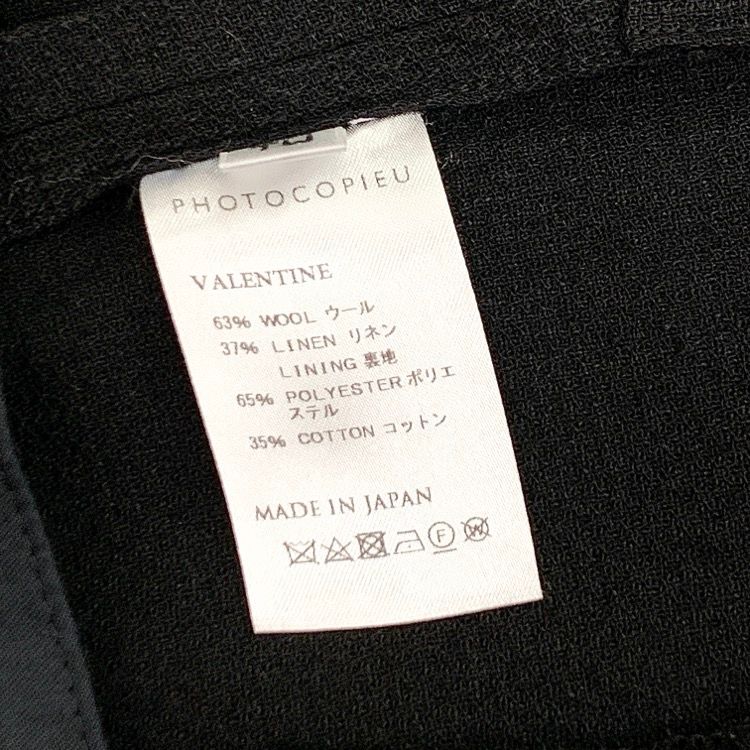 PHOTOCOPIEU
VALENTINE
63% WOOL ウール
37% LINEN リネン
LINING 裏地
65% POLYESTER ポリエ
ステル
35% COTTON コットン
MADE IN JAPAN
F W